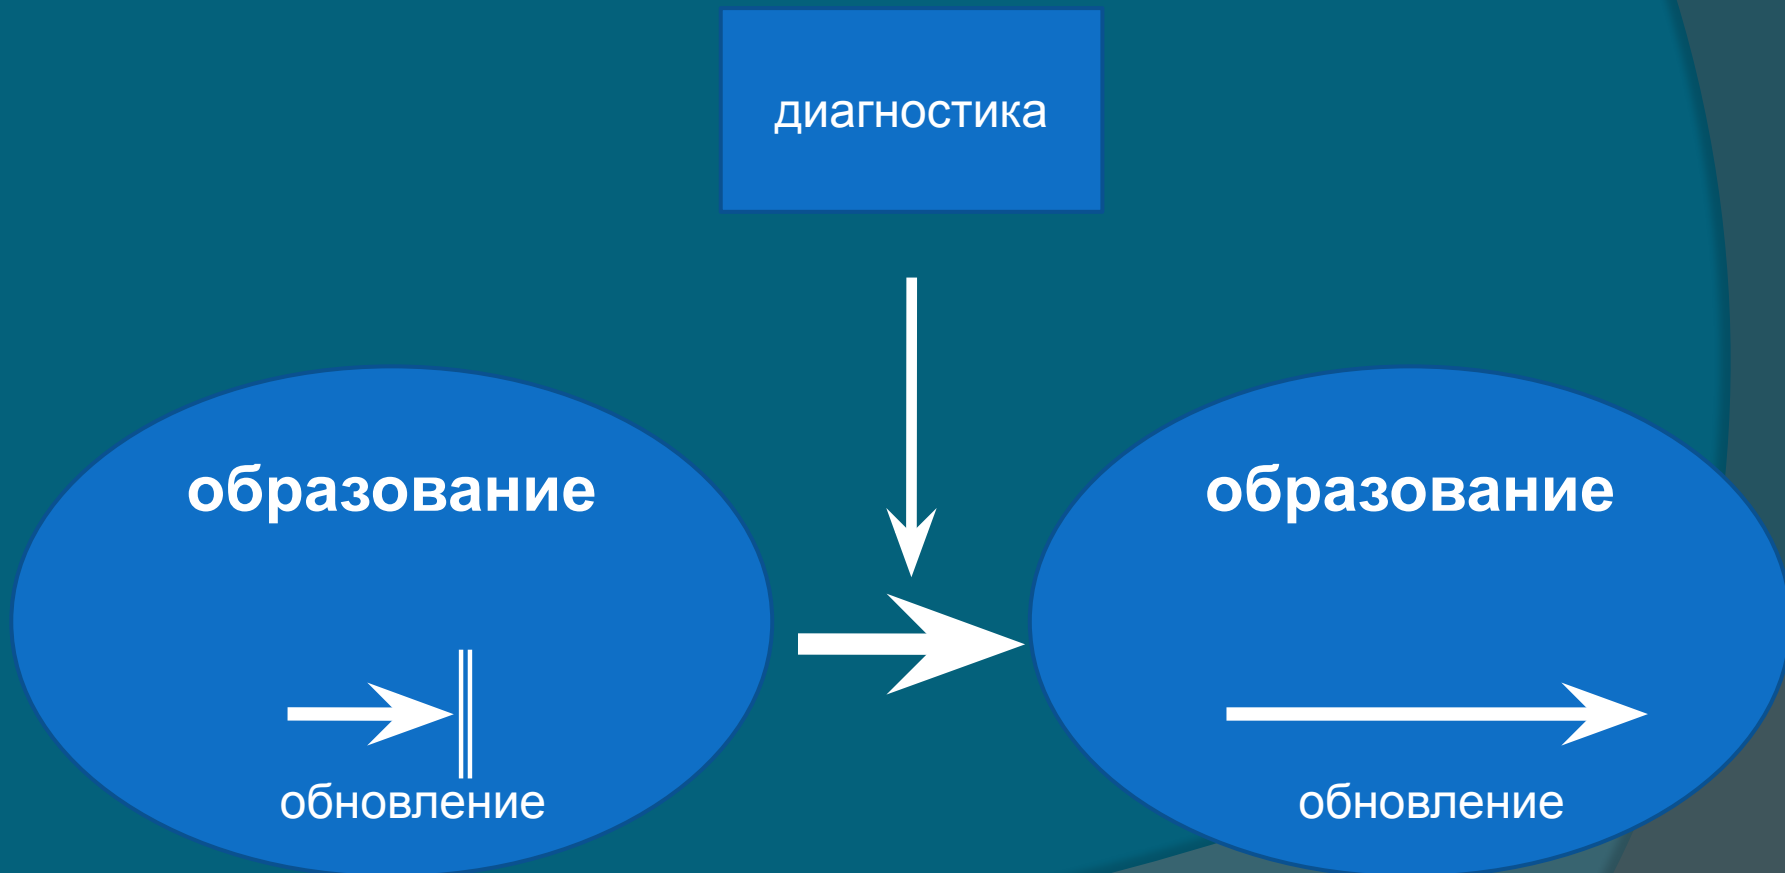 диагностика
образование
обновление
образование
обновление